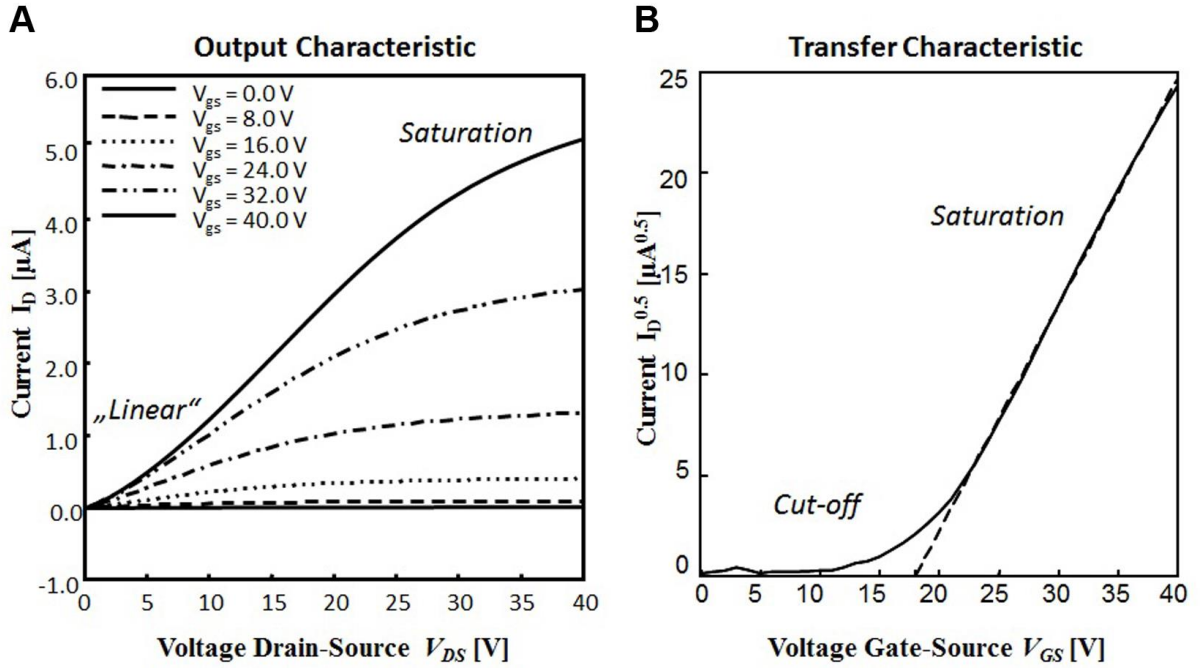 A
Output Characteristic
6.0
5.0
4.0
3.0
2.0
1.0
0.0
-1.0
Current I_D [μA]
V_gs = 0.0 V
V_gs = 8.0 V
V_gs = 16.0 V
V_gs = 24.0 V
V_gs = 32.0 V
V_gs = 40.0 V
Saturation
„Linear“
0 5 10 15 20 25 30 35 40
Voltage Drain-Source V_DS [V]
B
Transfer Characteristic
25
20
15
10
5
0
Current I_D^0.5 [μA^0.5]
Saturation
Cut-off
0 5 10 15 20 25 30 35 40
Voltage Gate-Source V_GS [V]